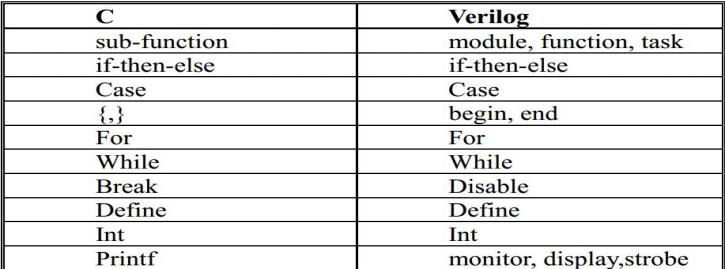 C Verilog
sub-function module, function, task
if-then-else if-then-else
Case Case
{,} begin, end
For For
While While
Break Disable
Define Define
Int Int
Printf monitor, display,strobe